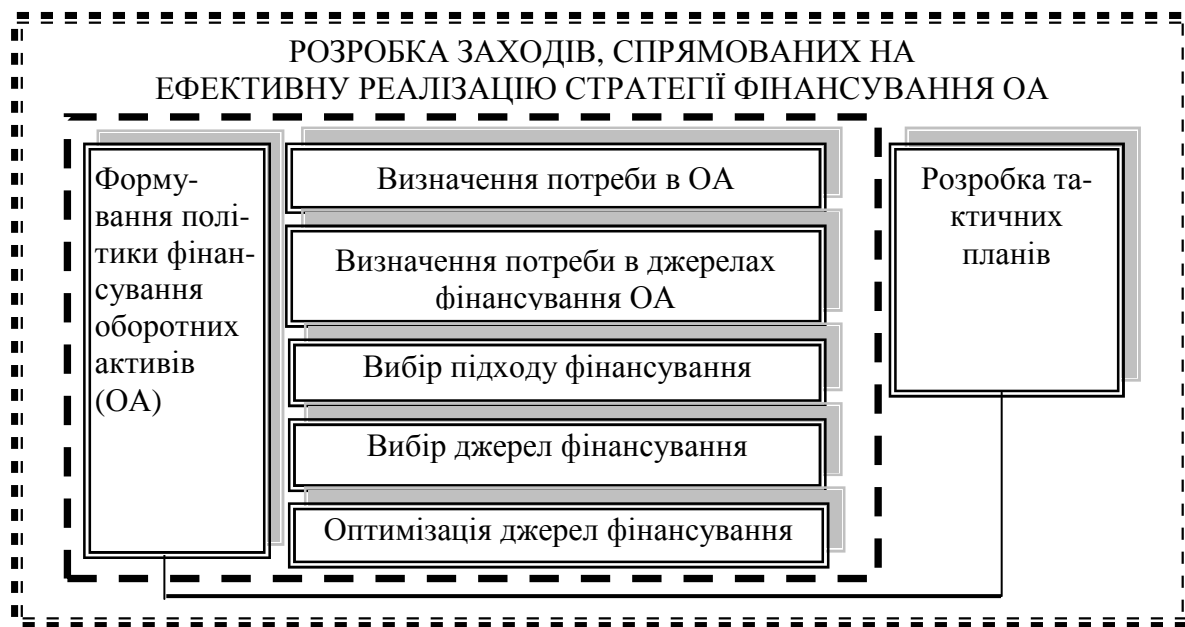 РОЗРОБКА ЗАХОДІВ, СПРЯМОВАНИХ НА
ЕФЕКТИВНУ РЕАЛІЗАЦІЮ СТРАТЕГІЇ ФІНАНСУВАННЯ ОА
Форму-
вання полі-
тики фінан-
сування
оборотних
активів
(ОА)
Визначення потреби в ОА
Визначення потреби в джерелах
фінансування ОА
Вибір підходу фінансування
Вибір джерел фінансування
Оптимізація джерел фінансування
Розробка та-
ктичних
планів